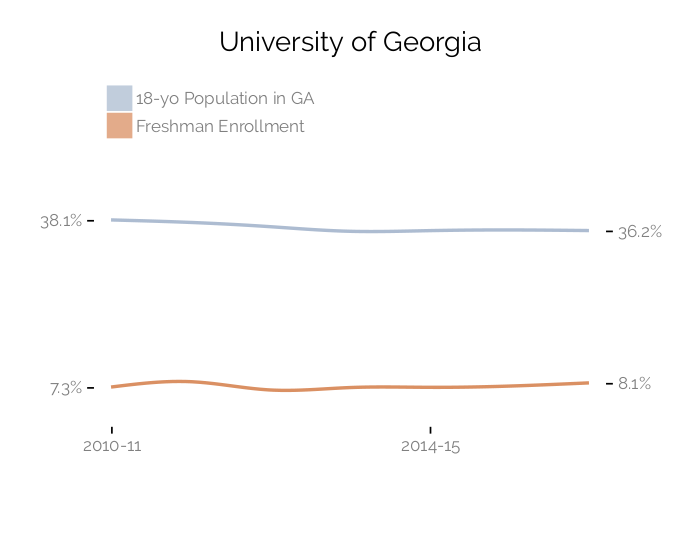 University of Georgia
18-yo Population in GA
Freshman Enrollment
38.1%
36.2%
7.3%
8.1%
2010-11
2014-15